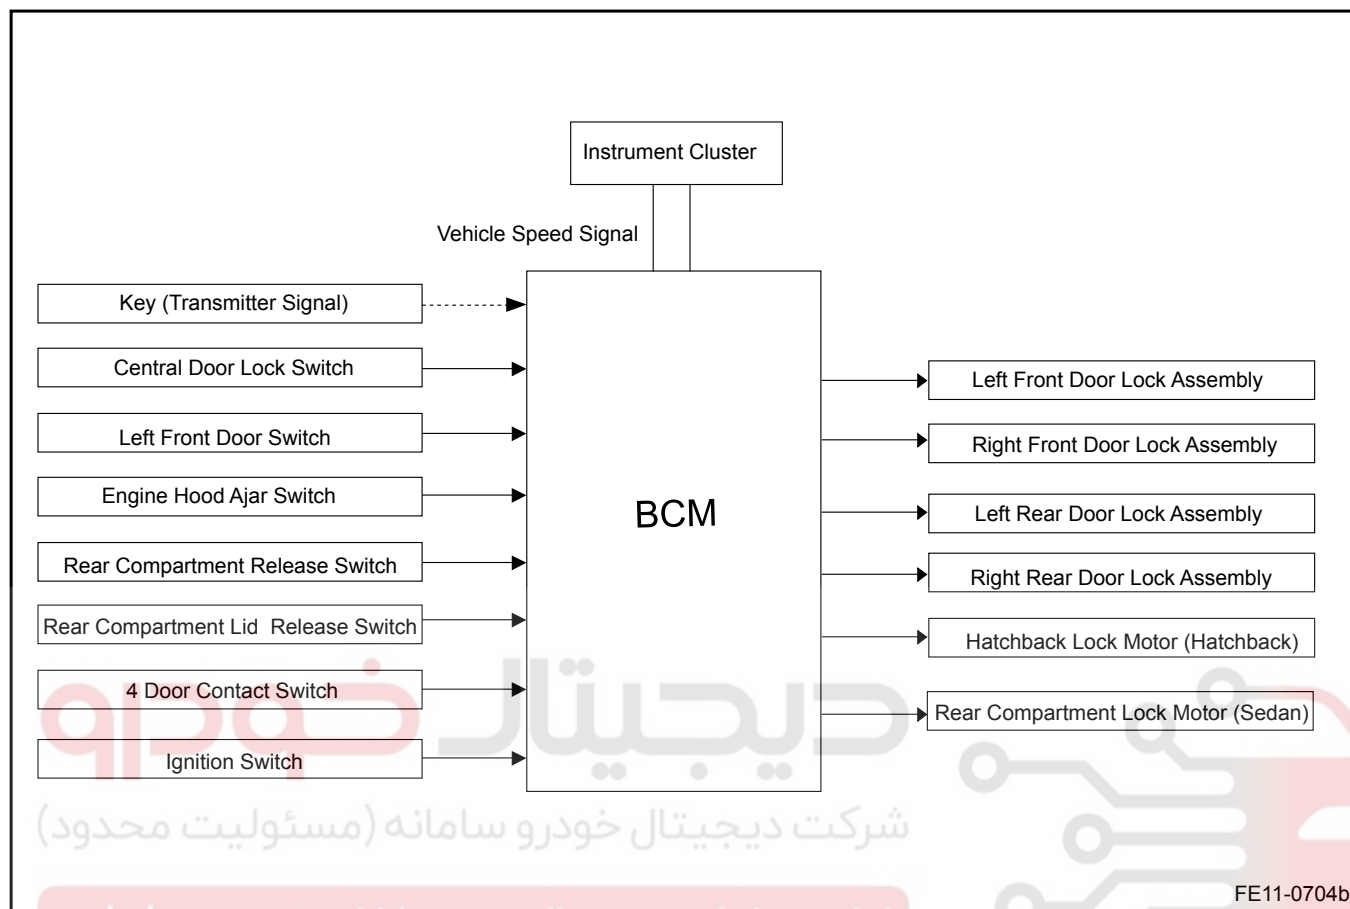 Instrument Cluster
Vehicle Speed Signal
Key (Transmitter Signal)
Central Door Lock Switch
Left Front Door Switch
Engine Hood Ajar Switch
Rear Compartment Release Switch
Rear Compartment Lid Release Switch
4 Door Contact Switch
Ignition Switch
BCM
Left Front Door Lock Assembly
Right Front Door Lock Assembly
Left Rear Door Lock Assembly
Right Rear Door Lock Assembly
Hatchback Lock Motor (Hatchback)
Rear Compartment Lock Motor (Sedan)
دیجیتال خودرو
شرکت دیجیتال خودرو سامانه (مسئولیت محدود)
FE11-0704b